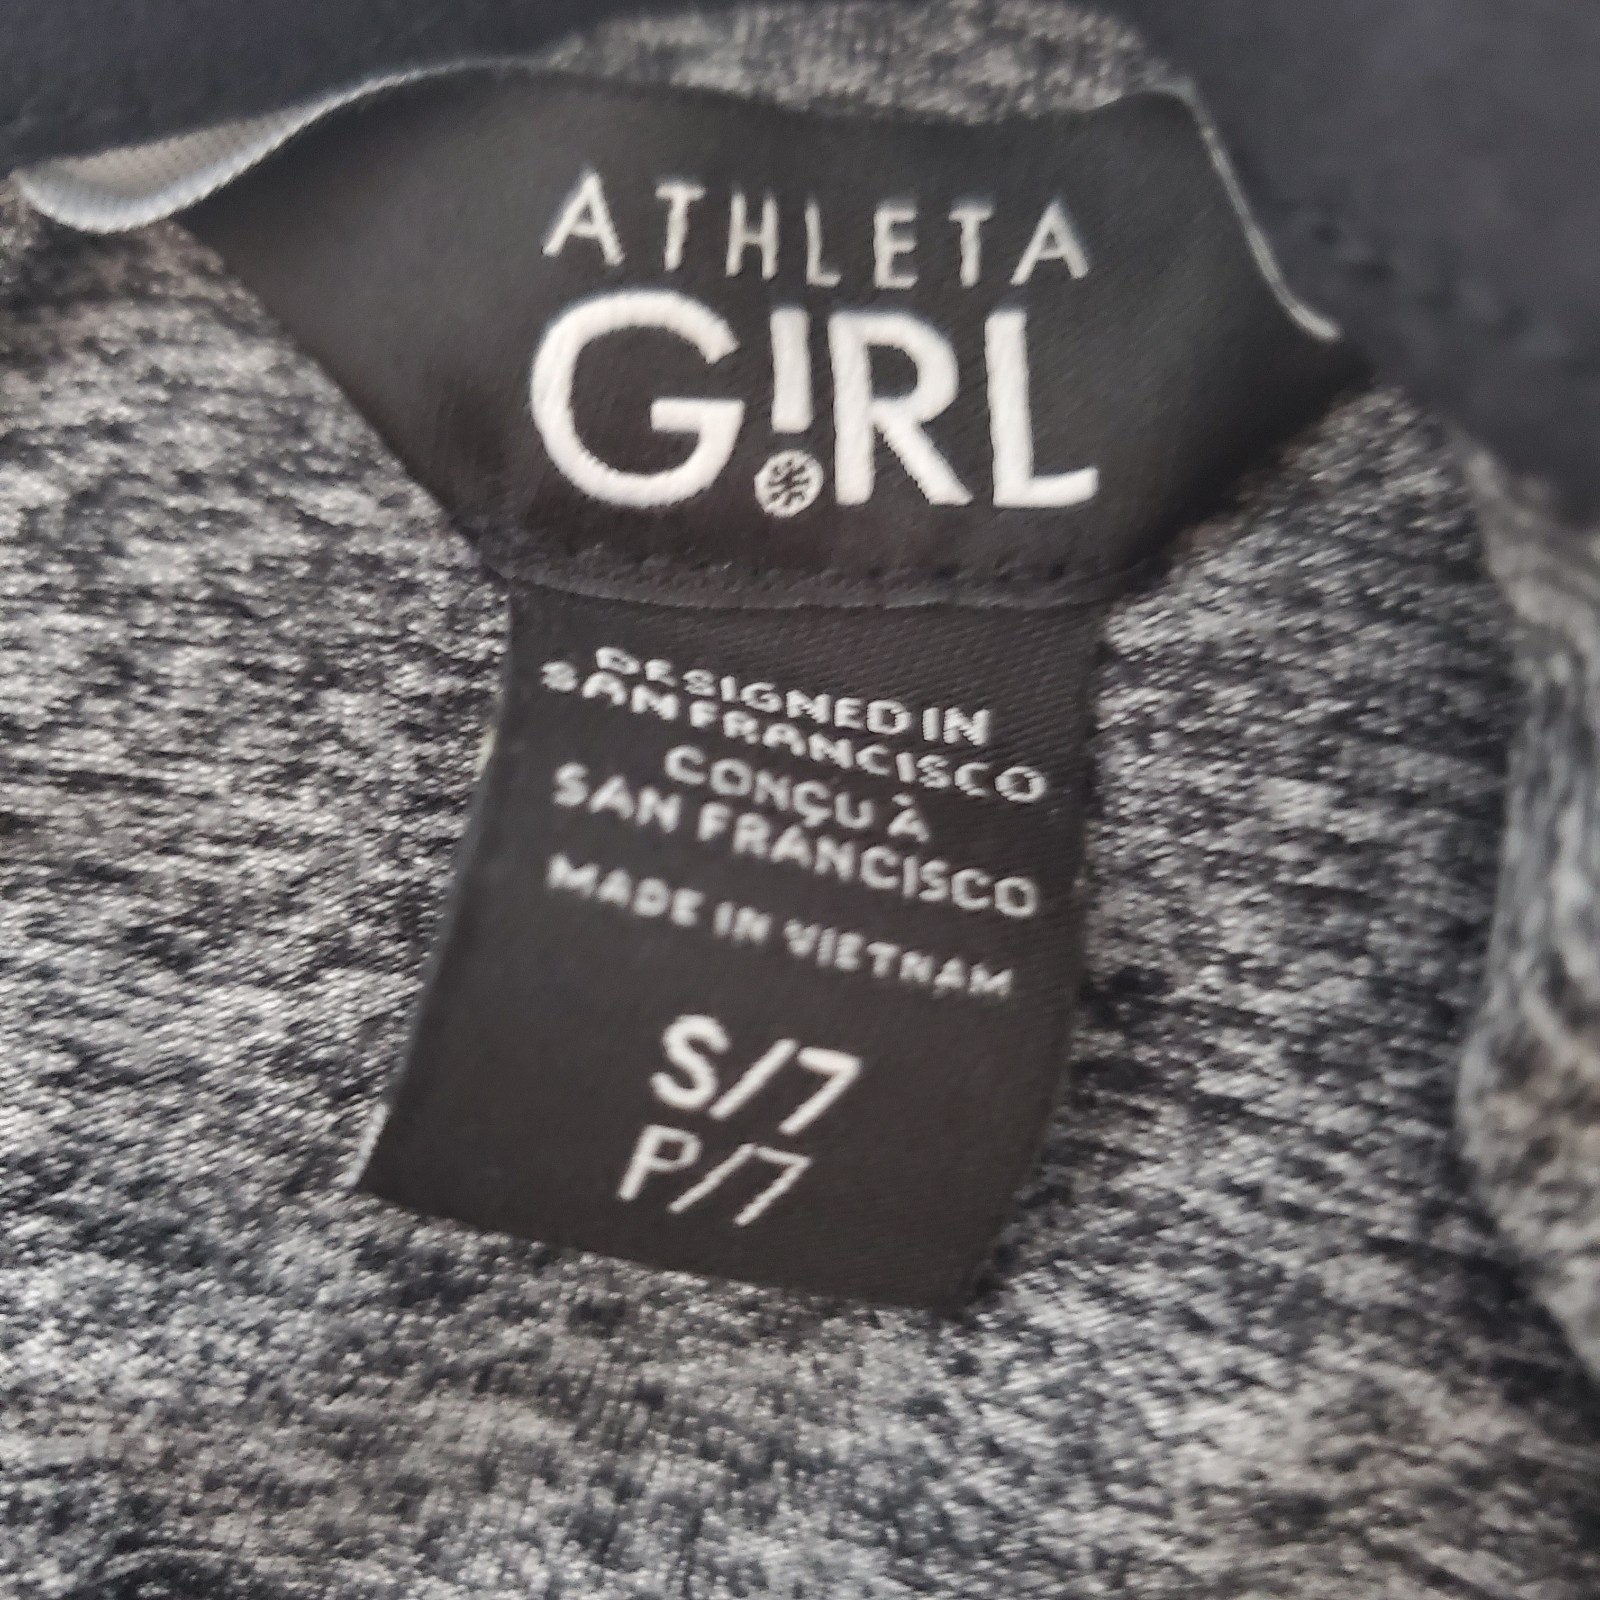 ATHLETA
G!RL
DESIGNED IN
SAN FRANCISCO
CONÇU À
SAN FRANCISCO
MADE IN VIETNAM
S/7
P/7